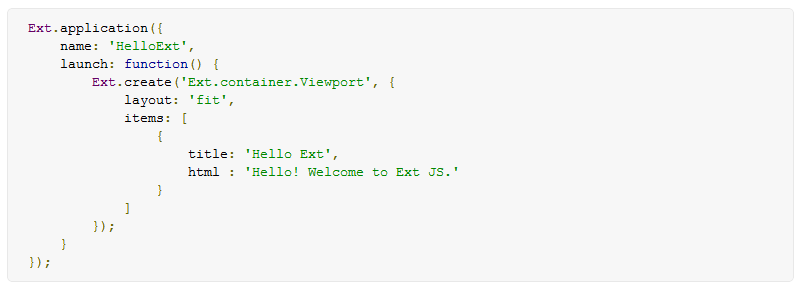 Ext.application({
    name: 'HelloExt',
    launch: function() {
        Ext.create('Ext.container.Viewport', {
            layout: 'fit',
            items: [
                {
                    title: 'Hello Ext',
                    html : 'Hello! Welcome to Ext JS.'
                }
            ]
        });
    }
});